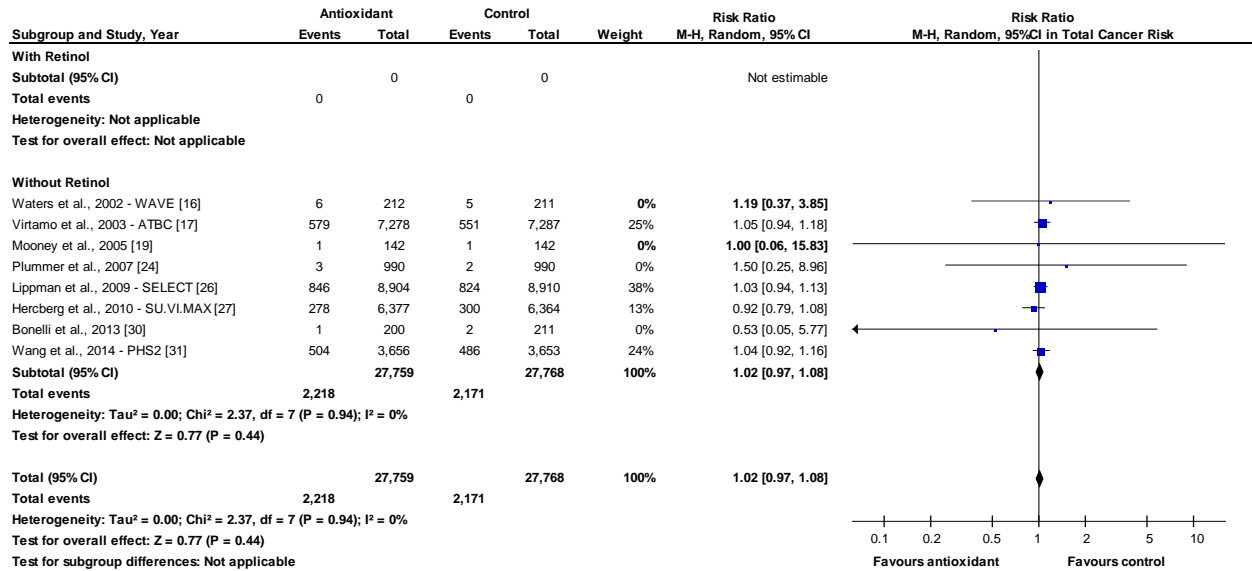 Antioxidant Control Risk Ratio Risk Ratio
Subgroup and Study, Year Events Total Events Total Weight M-H, Random, 95% CI M-H, Random, 95%CI in Total Cancer Risk
With Retinol
Subtotal (95% CI) 0 0 Not estimable
Total events 0 0
Heterogeneity: Not applicable
Test for overall effect: Not applicable
Without Retinol
Waters et al., 2002 - WAVE [16] 6 212 5 211 0% 1.19 [0.37, 3.85]
Virtamo et al., 2003 - ATBC [17] 579 7,278 551 7,287 25% 1.05 [0.94, 1.18]
Mooney et al., 2005 [19] 1 142 1 142 0% 1.00 [0.06, 15.83]
Plummer et al., 2007 [24] 3 990 2 990 0% 1.50 [0.25, 8.96]
Lippman et al., 2009 - SELECT [26] 846 8,904 824 8,910 38% 1.03 [0.94, 1.13]
Hercberg et al., 2010 - SU.VI.MAX [27] 278 6,377 300 6,364 13% 0.92 [0.79, 1.08]
Bonelli et al., 2013 [30] 1 200 2 211 0% 0.53 [0.05, 5.77]
Wang et al., 2014 - PHS2 [31] 504 3,656 486 3,653 24% 1.04 [0.92, 1.16]
Subtotal (95% CI) 27,759 27,768 100% 1.02 [0.97, 1.08]
Total events 2,218 2,171
Heterogeneity: Tau² = 0.00; Chi² = 2.37, df = 7 (P = 0.94); I² = 0%
Test for overall effect: Z = 0.77 (P = 0.44)
Total (95% CI) 27,759 27,768 100% 1.02 [0.97, 1.08]
Total events 2,218 2,171
Heterogeneity: Tau² = 0.00; Chi² = 2.37, df = 7 (P = 0.94); I² = 0%
Test for overall effect: Z = 0.77 (P = 0.44) 0.1 0.2 0.5 1 2 5 10
Test for subgroup differences: Not applicable Favours antioxidant Favours control